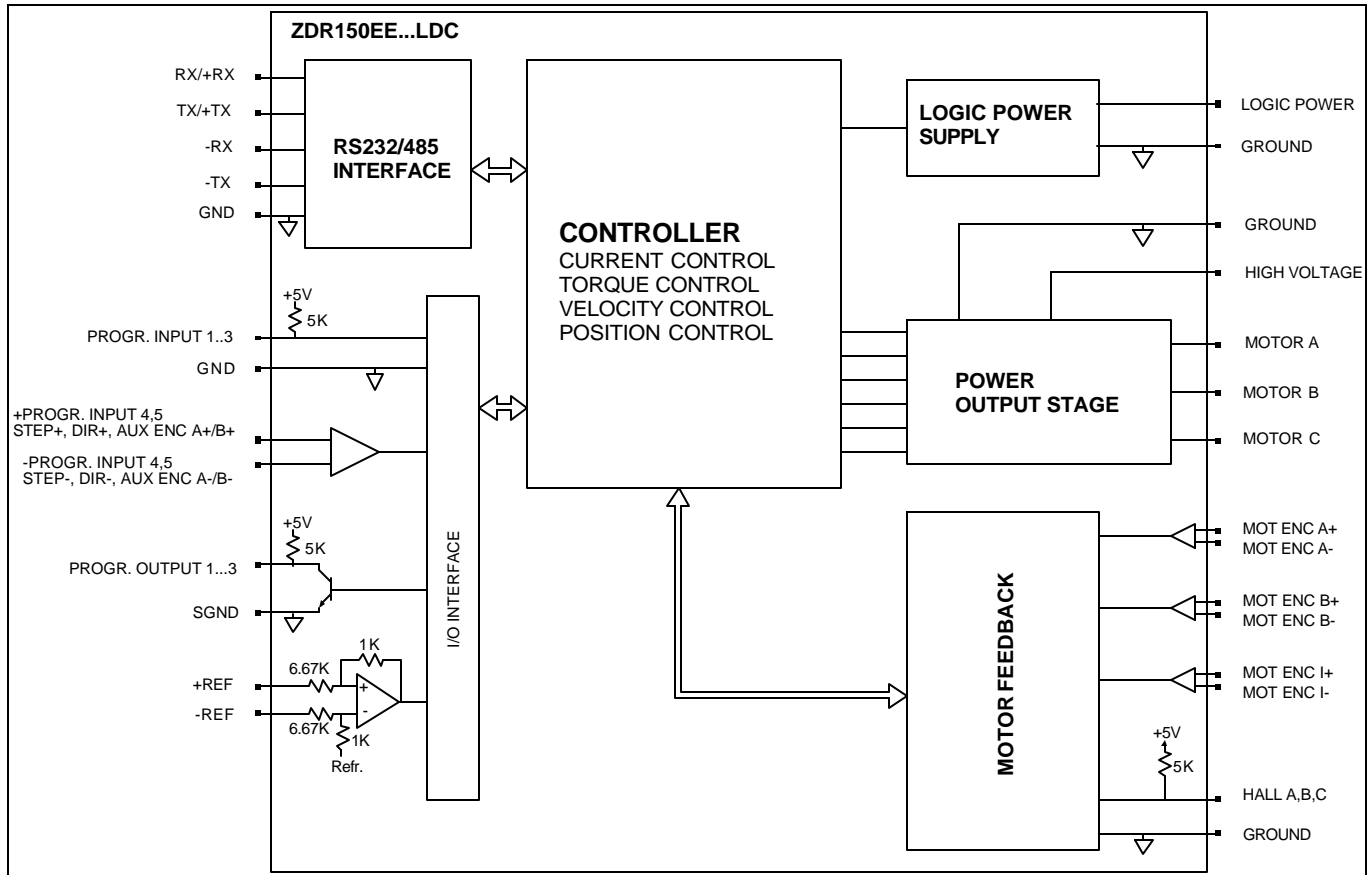 ZDR150EE...LDC
RX/+RX
TX/+TX
-RX
-TX
GND
RS232/485
INTERFACE
+5V
5K
PROGR. INPUT 1..3
GND
+PROGR. INPUT 4,5
STEP+, DIR+, AUX ENC A+/B+
-PROGR. INPUT 4,5
STEP-, DIR-, AUX ENC A-/B-
+5V
5K
PROGR. OUTPUT 1...3
SGND
1K
6.67K
+REF
+
-REF
-
6.67K
1K
Refr.
I/O INTERFACE
CONTROLLER
CURRENT CONTROL
TORQUE CONTROL
VELOCITY CONTROL
POSITION CONTROL
LOGIC POWER
SUPPLY
LOGIC POWER
GROUND
GROUND
HIGH VOLTAGE
POWER
OUTPUT STAGE
MOTOR A
MOTOR B
MOTOR C
MOTOR FEEDBACK
MOT ENC A+
MOT ENC A-
MOT ENC B+
MOT ENC B-
MOT ENC I+
MOT ENC I-
+5V
5K
HALL A,B,C
GROUND